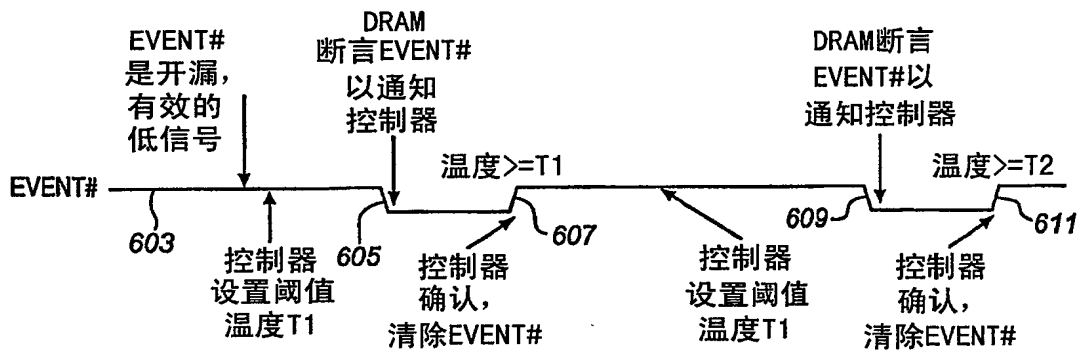 EVENT#
是开漏，
有效的
低信号
DRAM
断言EVENT#
以通知
控制器
DRAM断言
EVENT#以
通知控制器
温度>=T1
温度>=T2
EVENT#
603
605
607
609
611
控制器
设置阈值
温度T1
控制器
确认，
清除EVENT#
控制器
设置阈值
温度T1
控制器
确认，
清除EVENT#